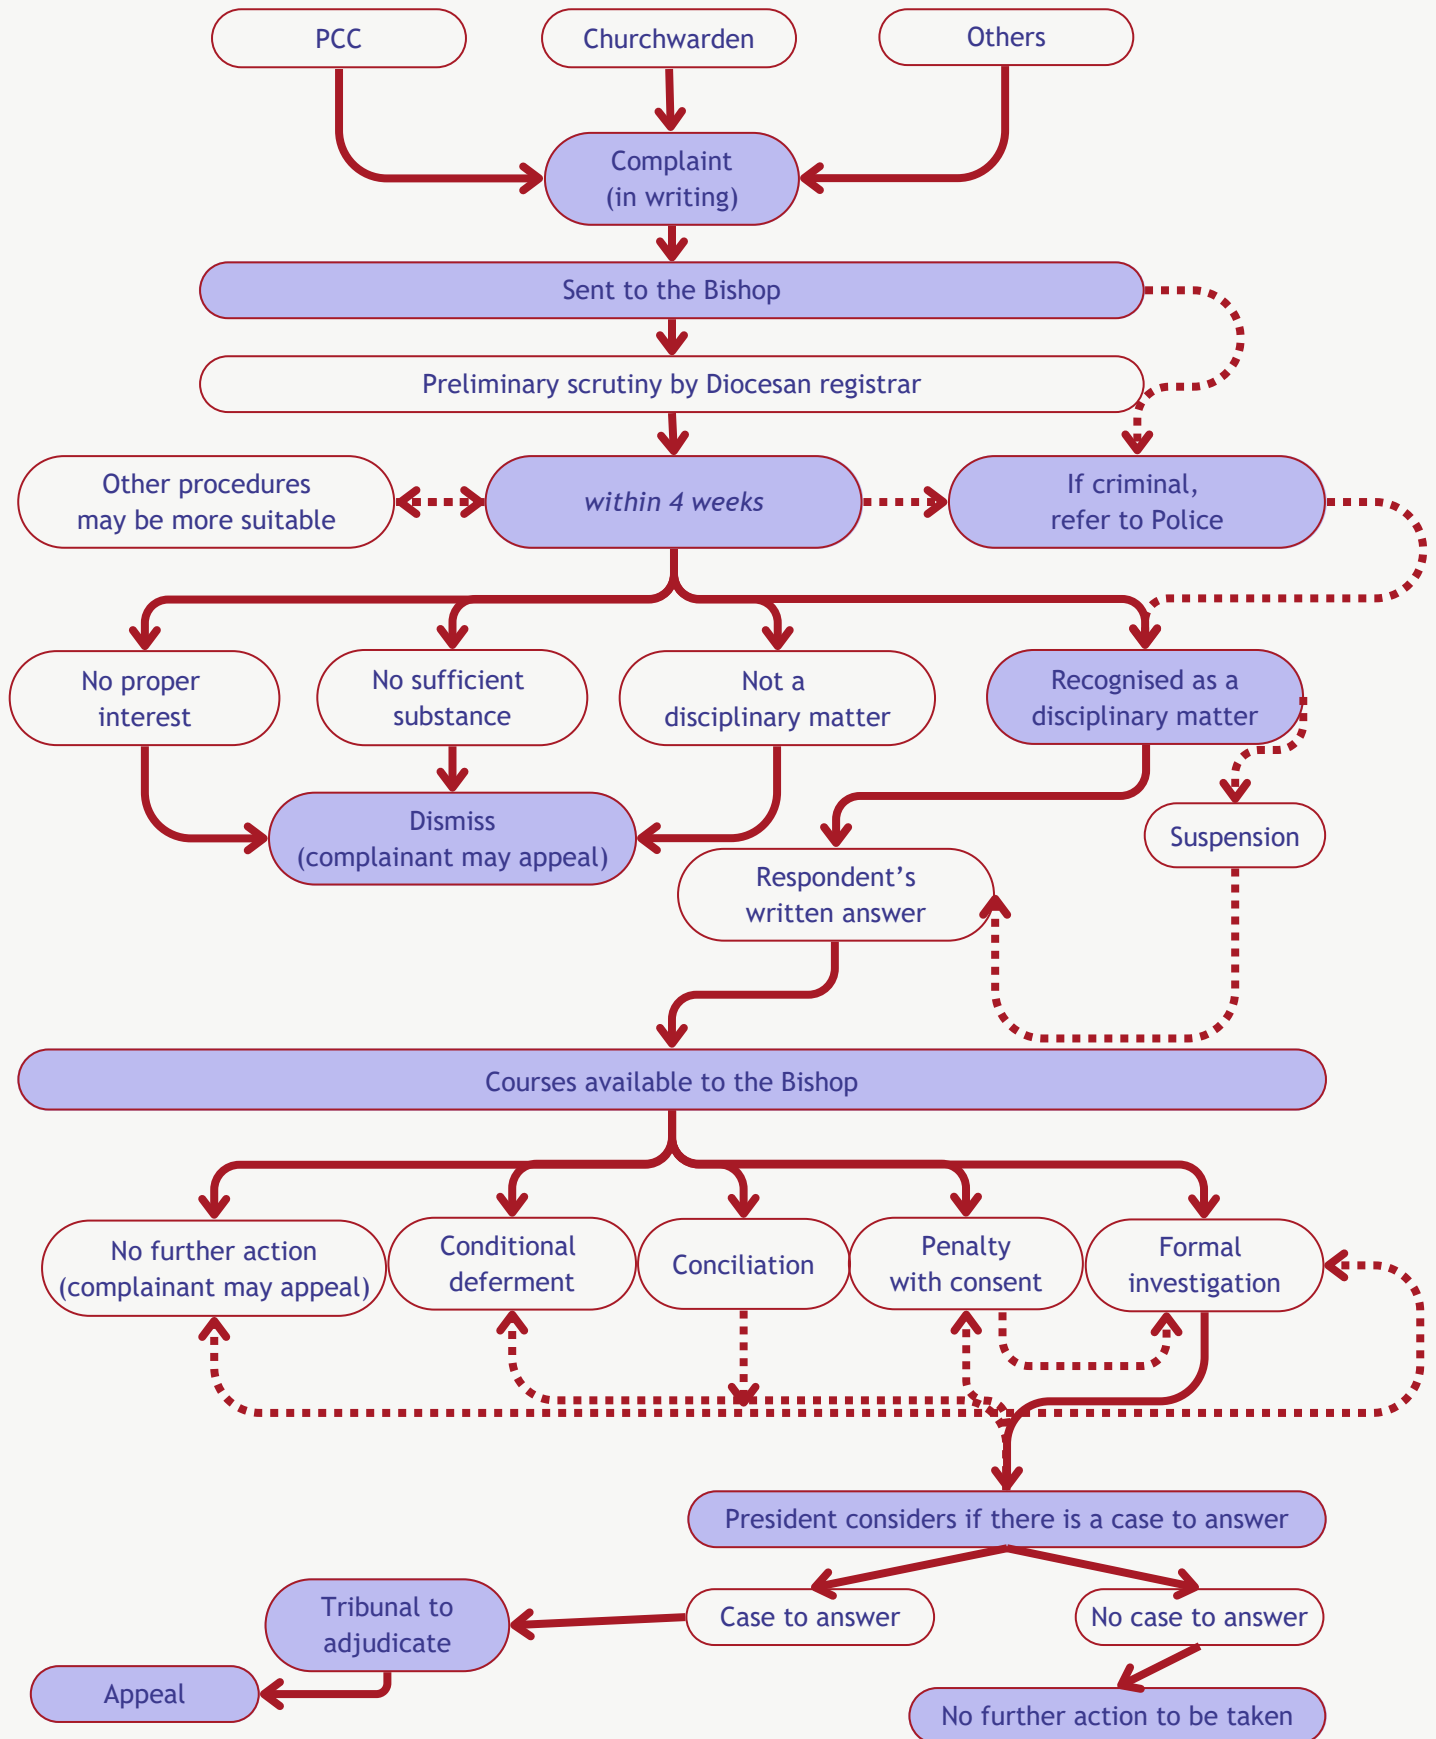 PCC
Churchwarden
Others
Complaint
(in writing)
Sent to the Bishop
Preliminary scrutiny by Diocesan registrar
Other procedures
may be more suitable
within 4 weeks
If criminal,
refer to Police
No proper
interest
No sufficient
substance
Not a
disciplinary matter
Recognised as a
disciplinary matter
Dismiss
(complainant may appeal)
Suspension
Respondent’s
written answer
Courses available to the Bishop
No further action
(complainant may appeal)
Conditional
deferment
Conciliation
Penalty
with consent
Formal
investigation
President considers if there is a case to answer
Tribunal to
adjudicate
Case to answer
No case to answer
Appeal
No further action to be taken